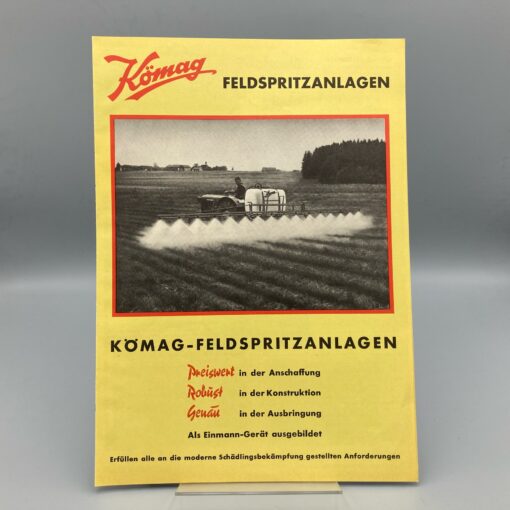 Kömag
FELDSPRITZANLAGEN
KÖMAG-FELDSPRITZANLAGEN
Preiswert in der Anschaffung
Robust in der Konstruktion
Genau in der Ausbringung
Als Einmann-Gerät ausgebildet
Erfüllen alle an die moderne Schädlingsbekämpfung gestellten Anforderungen